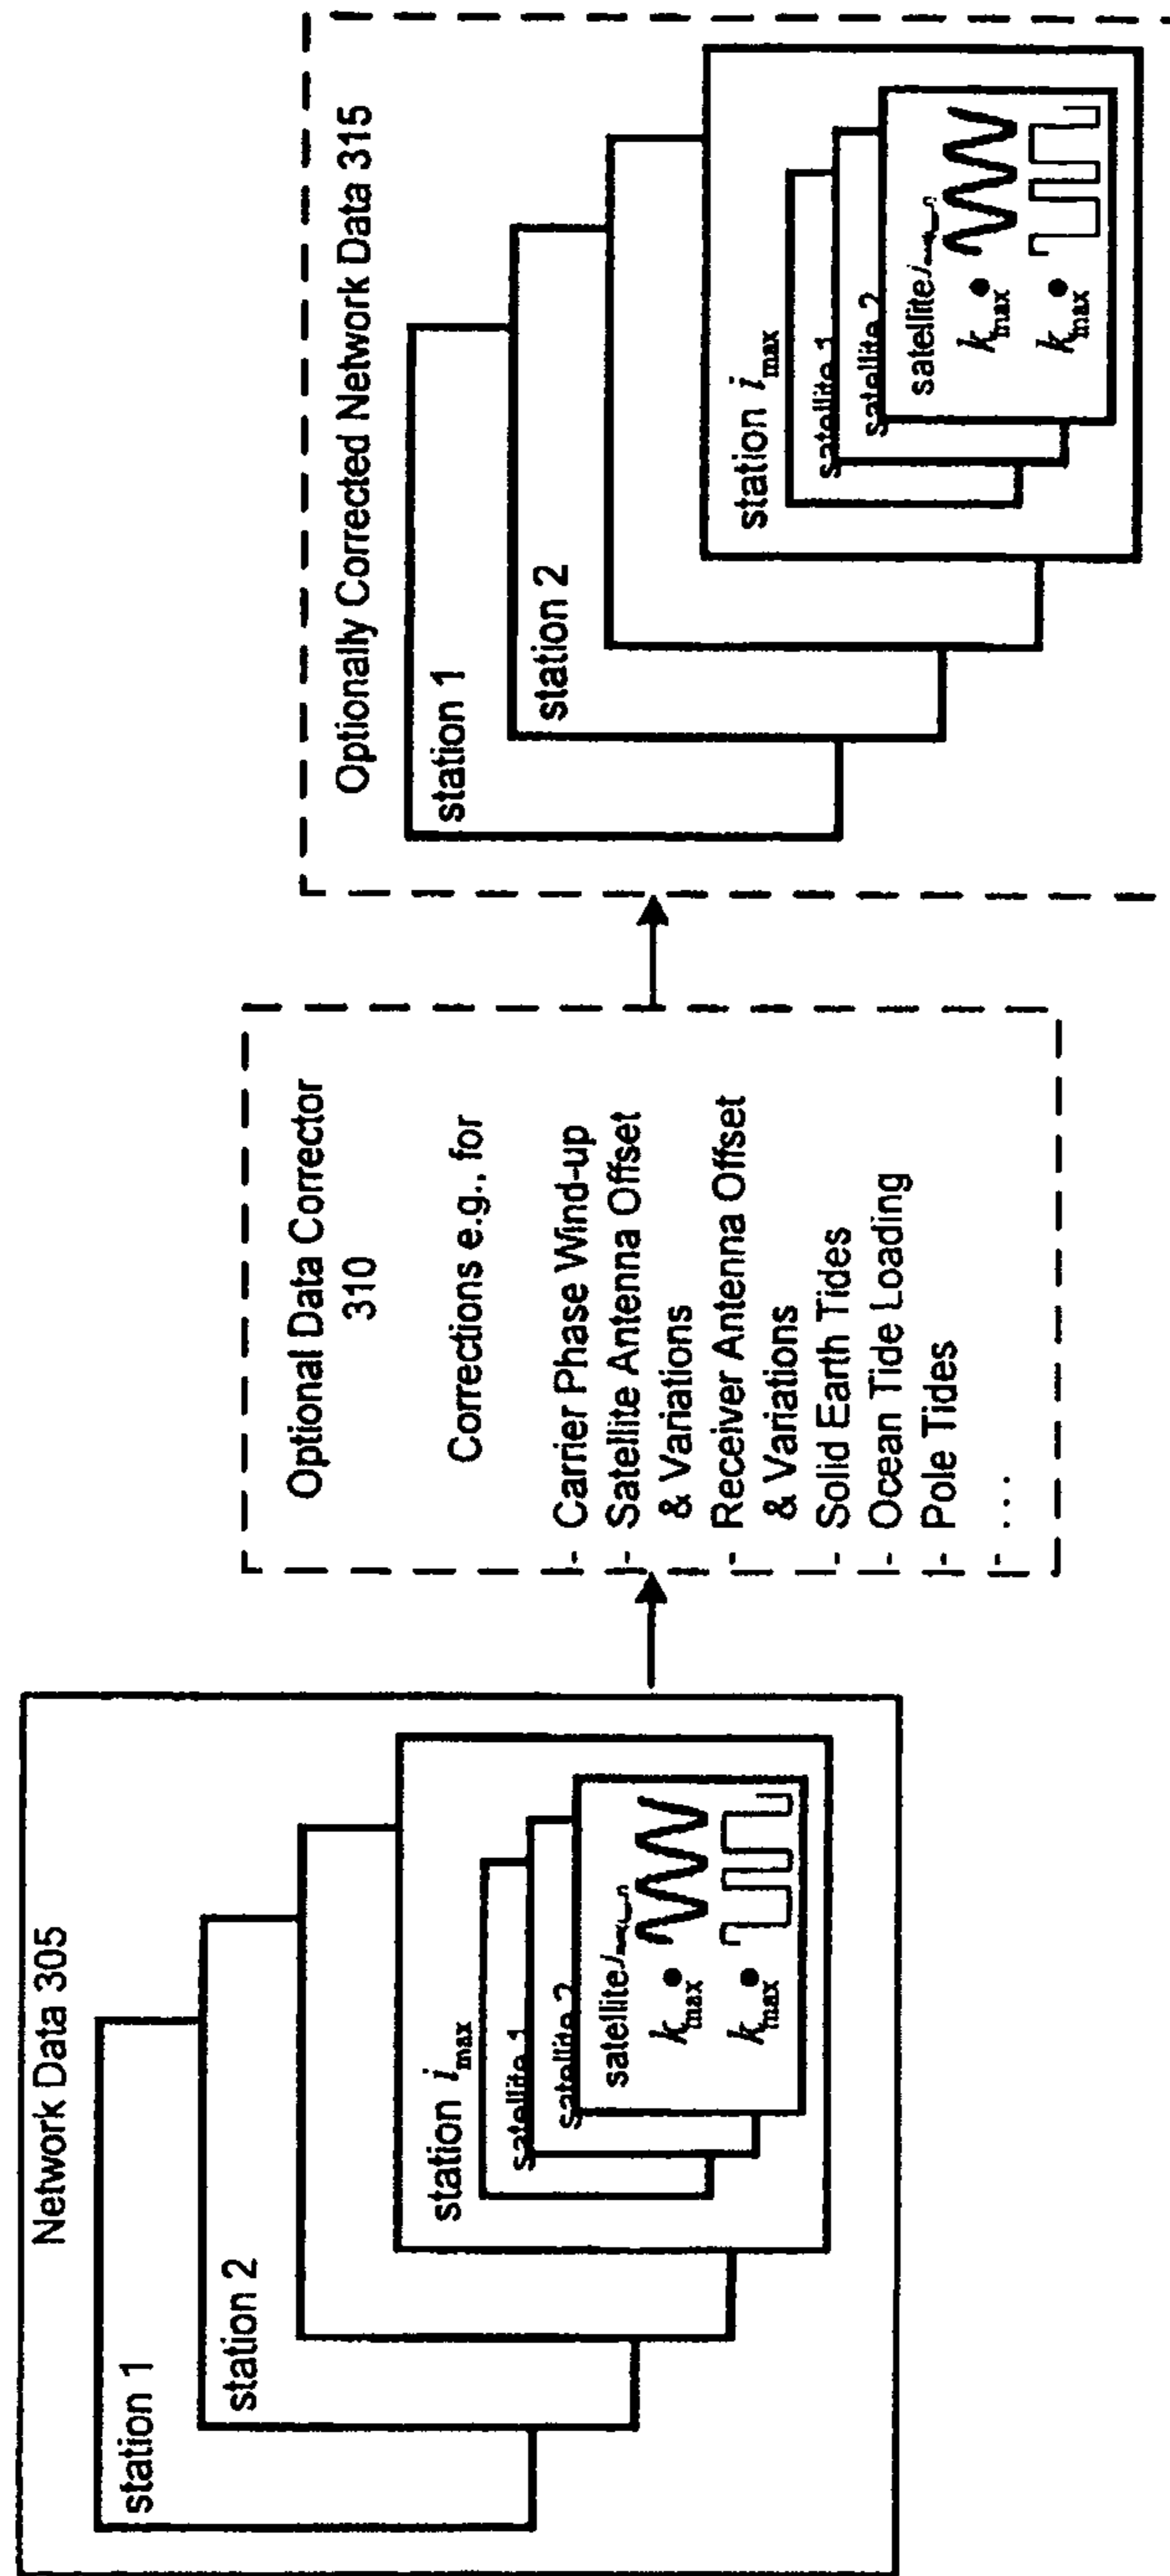 Network Data 305
station 1
station 2
station i_max
satellite 1
satellite 2
satellite j
k_max
k_max
Optional Data Corrector
310
Corrections e.g., for
- Carrier Phase Wind-up
- Satellite Antenna Offset
& Variations
- Receiver Antenna Offset
& Variations
- Solid Earth Tides
- Ocean Tide Loading
- Pole Tides
- ...
Optionally Corrected Network Data 315
station 1
station 2
station i_max
satellite 1
satellite 2
satellite j
k_max
k_max